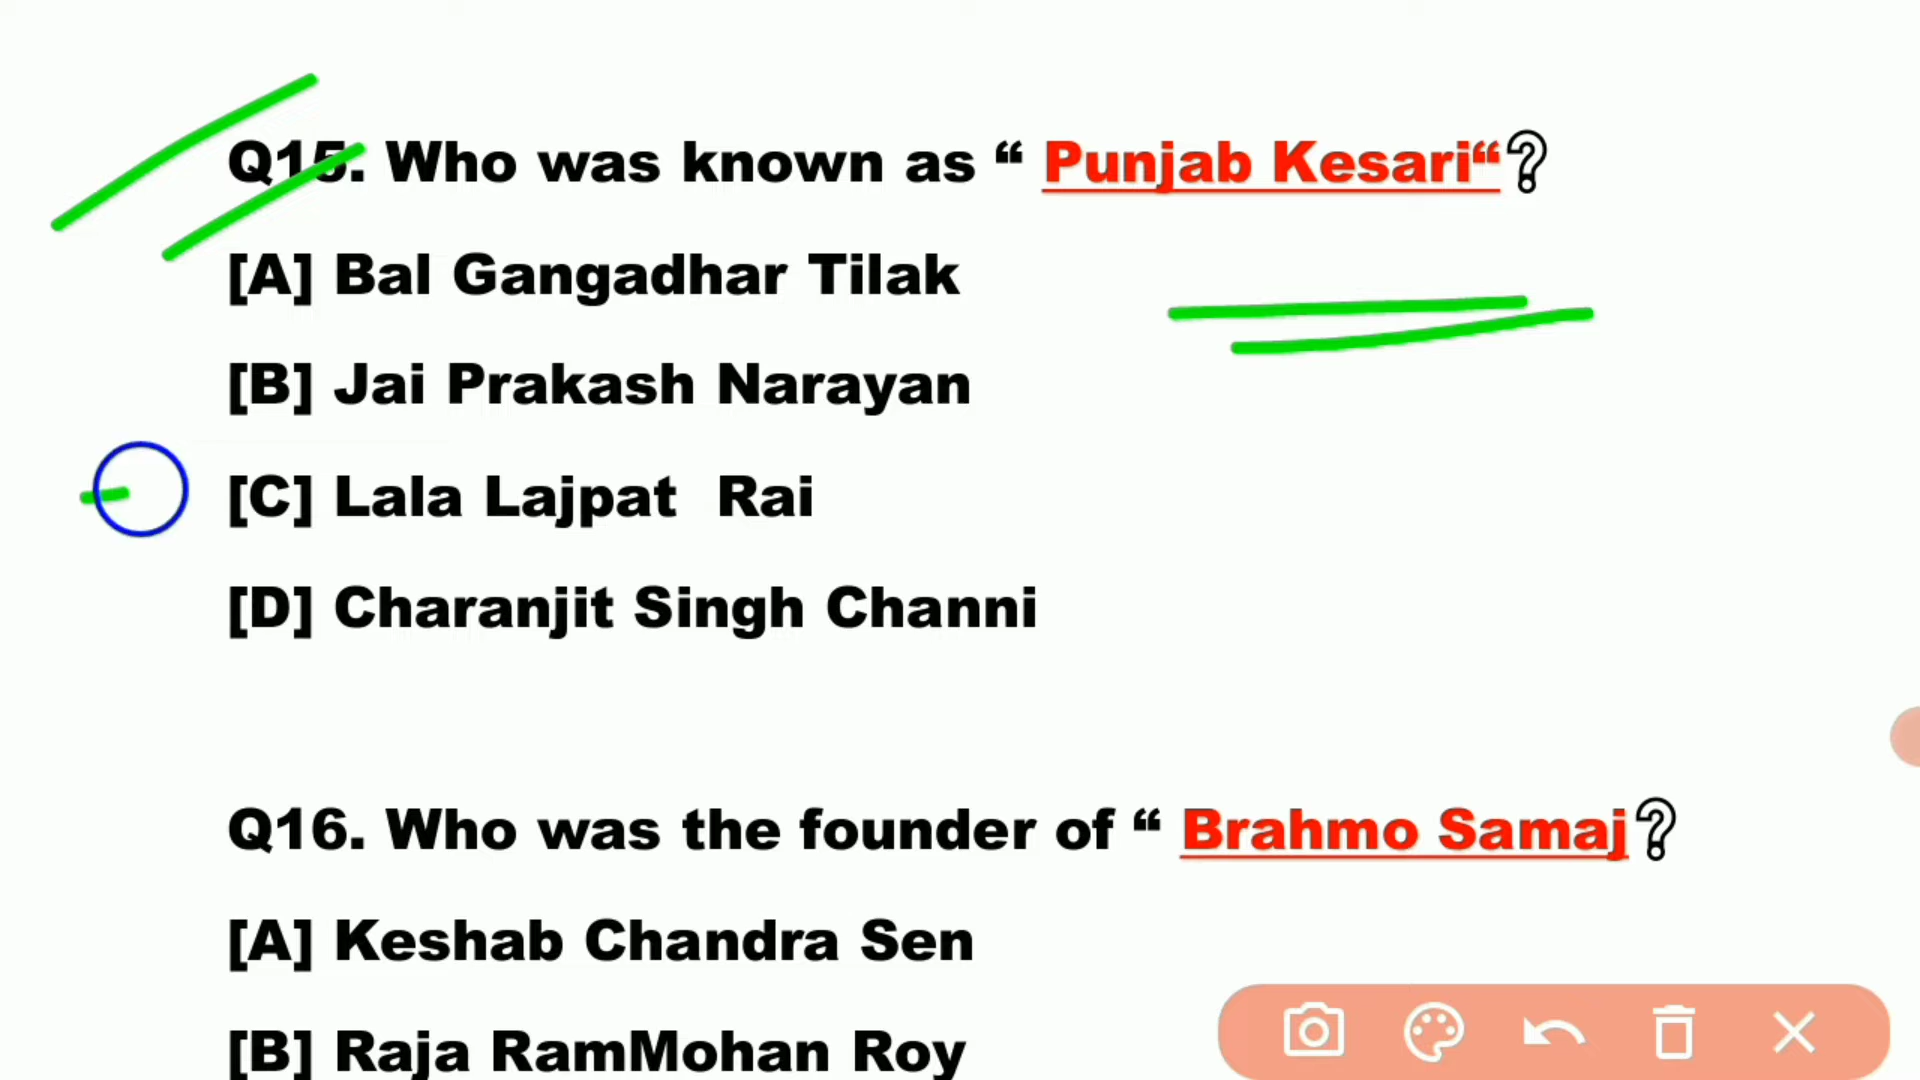 Q15. Who was known as “ Punjab Kesari“?
[A] Bal Gangadhar Tilak
[B] Jai Prakash Narayan
[C] Lala Lajpat  Rai
[D] Charanjit Singh Channi
Q16. Who was the founder of “ Brahmo Samaj?
[A] Keshab Chandra Sen
[B] Raja RamMohan Roy